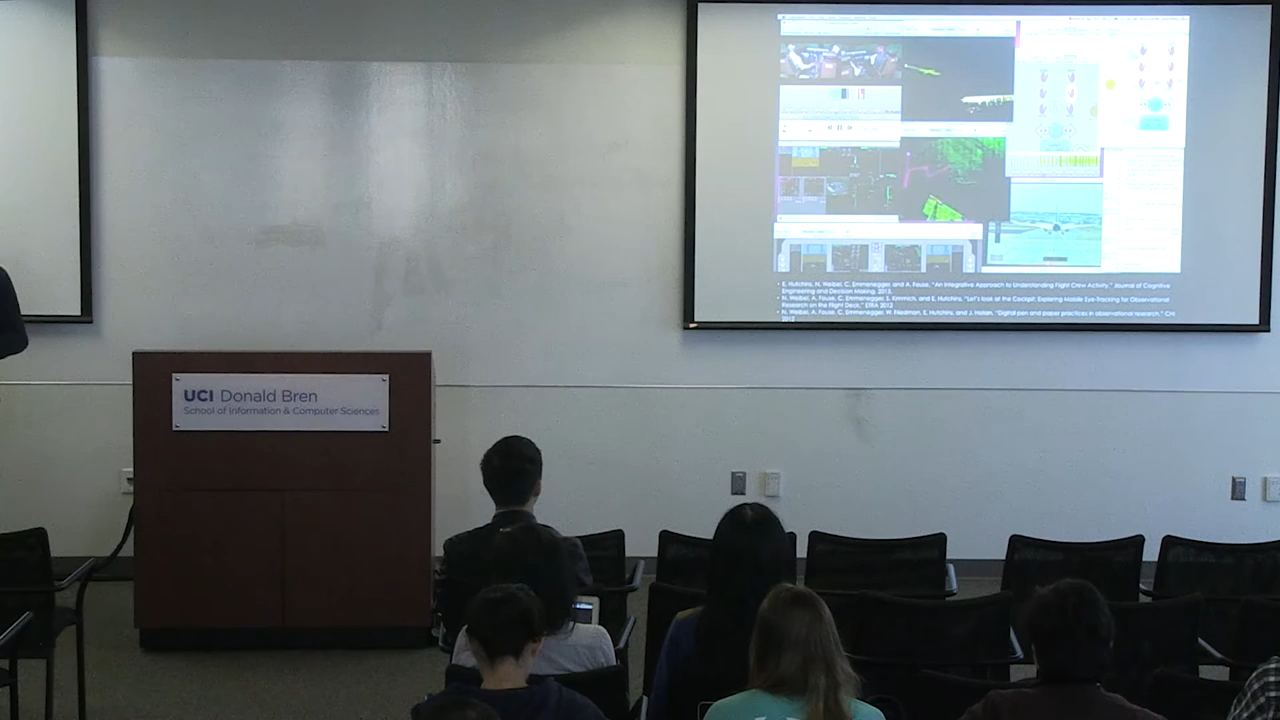 E. Hutchins, N. Weibel, C. Emmenegger, and A. Fouse, "An Integrative Approach to Understanding Flight Crew Activity," Journal of Cognitive
Engineering and Decision Making, 2013.
N. Weibel, A. Fouse, C. Emmenegger, S. Kimmich, and E. Hutchins, "Let's look at the Cockpit: Exploring Mobile Eye-Tracking for Observational
Research on the Flight Deck," ETRA 2012
N. Weibel, A. Fouse, C. Emmenegger, W. Friedman, E. Hutchins, and J. Hollan, "Digital pen and paper practices in observational research," CHI
2012
UCI Donald Bren
School of Information & Computer Sciences